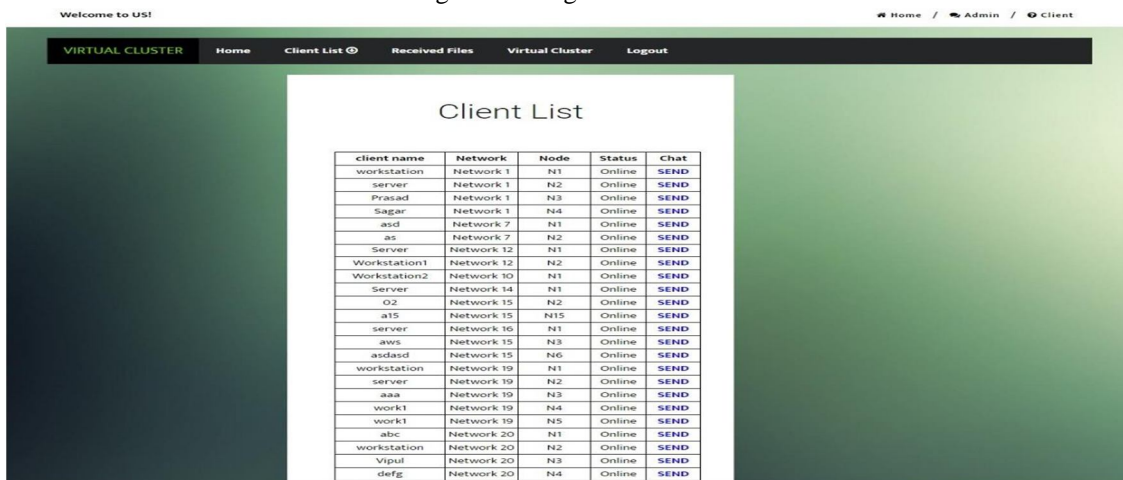 Welcome to US!
Home / Admin / Client
VIRTUAL CLUSTER Home Client List Received Files Virtual Cluster Logout
Client List
client name Network Node Status Chat
workstation Network 1 N1 Online SEND
server Network 1 N2 Online SEND
Prasad Network 1 N3 Online SEND
Sagar Network 1 N4 Online SEND
asd Network 7 N1 Online SEND
as Network 7 N2 Online SEND
Server Network 12 N1 Online SEND
Workstation1 Network 12 N2 Online SEND
Workstation2 Network 10 N1 Online SEND
Server Network 14 N1 Online SEND
02 Network 15 N2 Online SEND
a15 Network 15 N15 Online SEND
server Network 16 N1 Online SEND
aws Network 15 N3 Online SEND
asdasd Network 15 N6 Online SEND
workstation Network 19 N1 Online SEND
server Network 19 N2 Online SEND
aaa Network 19 N3 Online SEND
work1 Network 19 N4 Online SEND
work1 Network 19 N5 Online SEND
abc Network 20 N1 Online SEND
workstation Network 20 N2 Online SEND
Vipul Network 20 N3 Online SEND
defg Network 20 N4 Online SEND